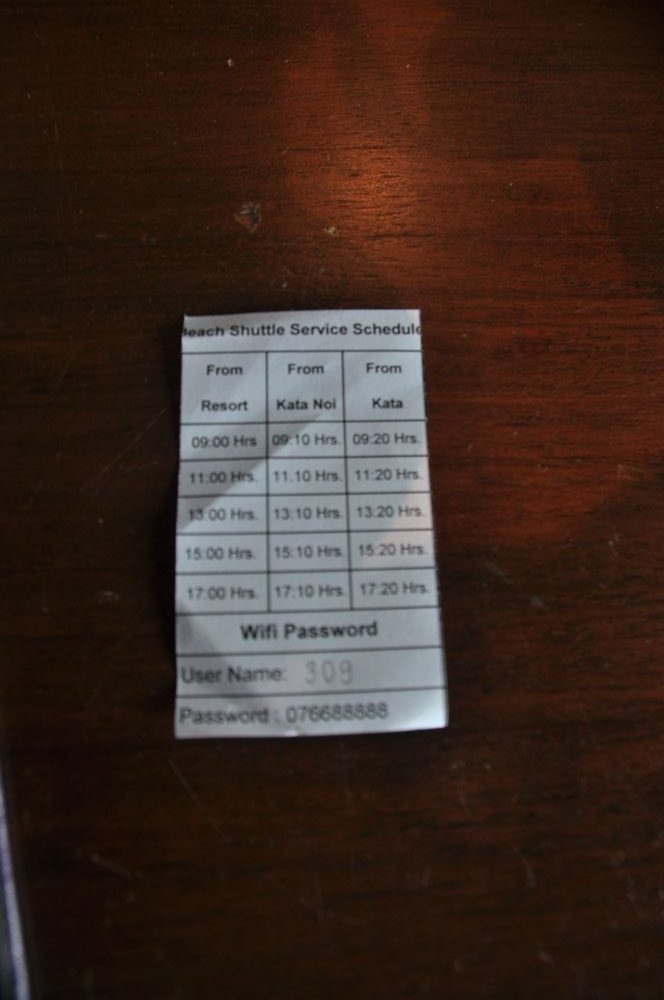 Beach Shuttle Service Schedule
From From From
Resort Kata Noi Kata
09:00 Hrs 09:10 Hrs. 09:20 Hrs.
11:00 Hrs. 11.10 Hrs. 11:20 Hrs.
13:00 Hrs. 13:10 Hrs. 13:20 Hrs.
15:00 Hrs. 15:10 Hrs. 15:20 Hrs.
17:00 Hrs. 17:10 Hrs. 17:20 Hrs.
Wifi Password
User Name: 309
Password : 076688888